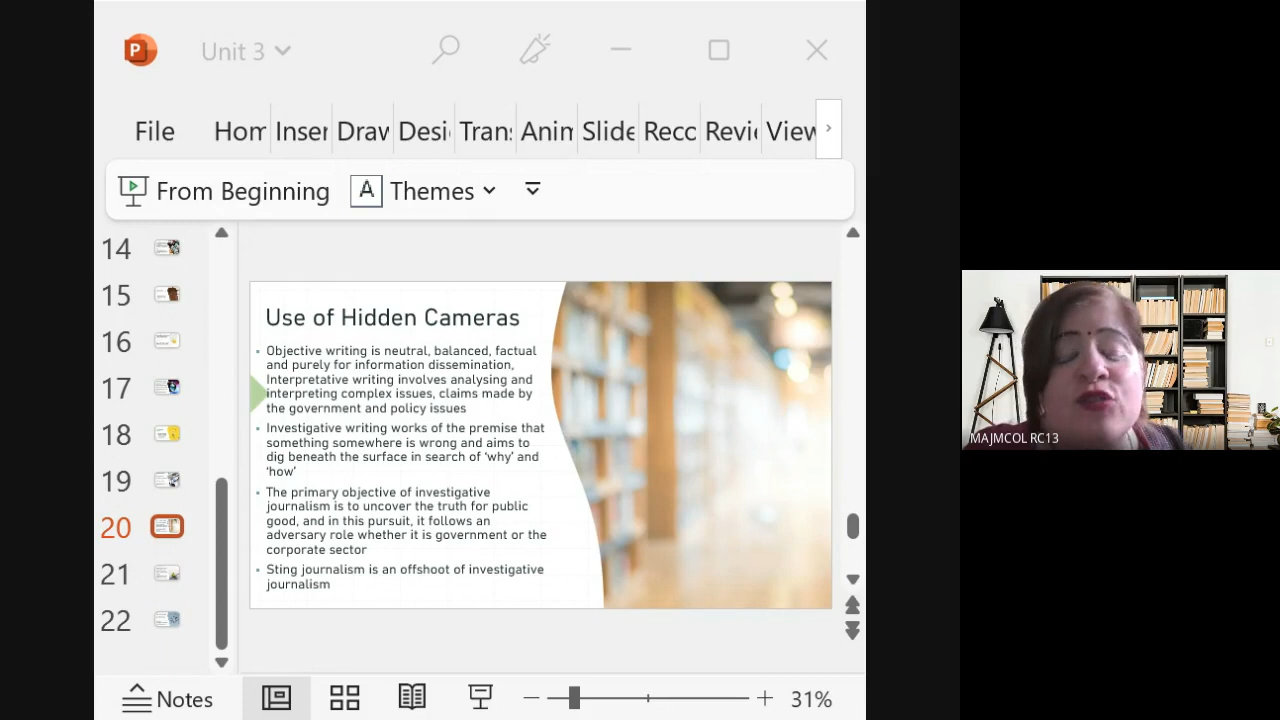 Unit 3
File Hom Inser Draw Desi Tran: Anim Slide Recc Revie View
From Beginning A Themes
14
15
16
17
18
19
20
21
22
Use of Hidden Cameras
• Objective writing is neutral, balanced, factual
and purely for information dissemination,
Interpretative writing involves analysing and
interpreting complex issues, claims made by
the government and policy issues
• Investigative writing works of the premise that
something somewhere is wrong and aims to
dig beneath the surface in search of ‘why’ and
‘how’
• The primary objective of investigative
journalism is to uncover the truth for public
good, and in this pursuit, it follows an
adversary role whether it is government or the
corporate sector
• Sting journalism is an offshoot of investigative
journalism
Notes
31%
MAJMCOL RC13